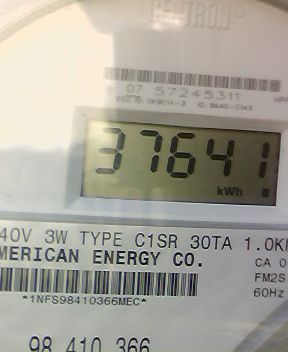 CENTRON®
07 57245311
37641
kWh
40V 3W TYPE C1SR 30TA 1.0K
MERICAN ENERGY CO.
CA 0
FM2S
60Hz
*1NFS98410366MEC*
98 410 366